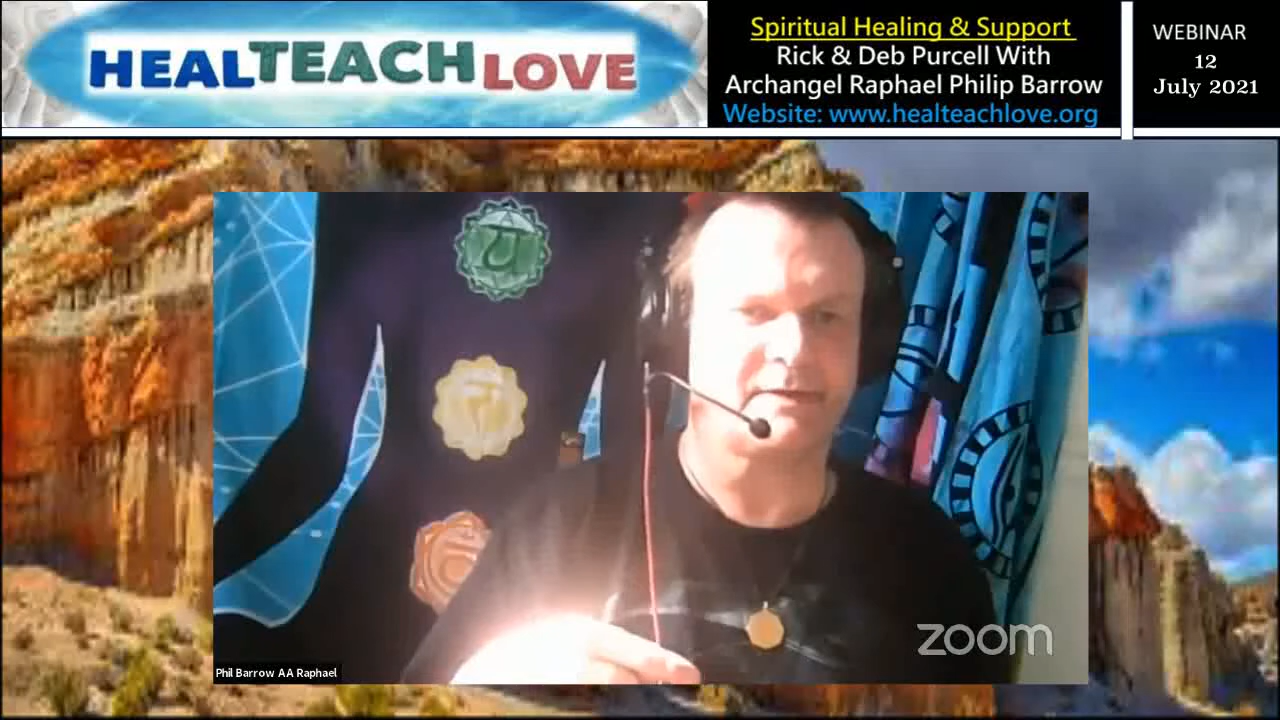 HEALTEACHLOVE
Spiritual Healing & Support
Rick & Deb Purcell With
Archangel Raphael Philip Barrow
Website: www.healteachlove.org
WEBINAR
12
July 2021
Phil Barrow AA Raphael
zoom